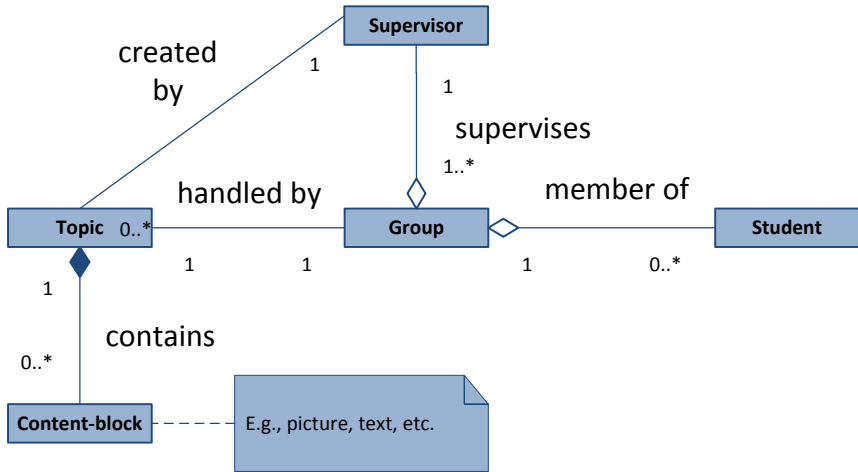 Supervisor
created
by
1
1
supervises
1..*
handled by
member of
Topic
0..*
Group
Student
1
1
1
1
0..*
contains
0..*
Content-block
E.g., picture, text, etc.